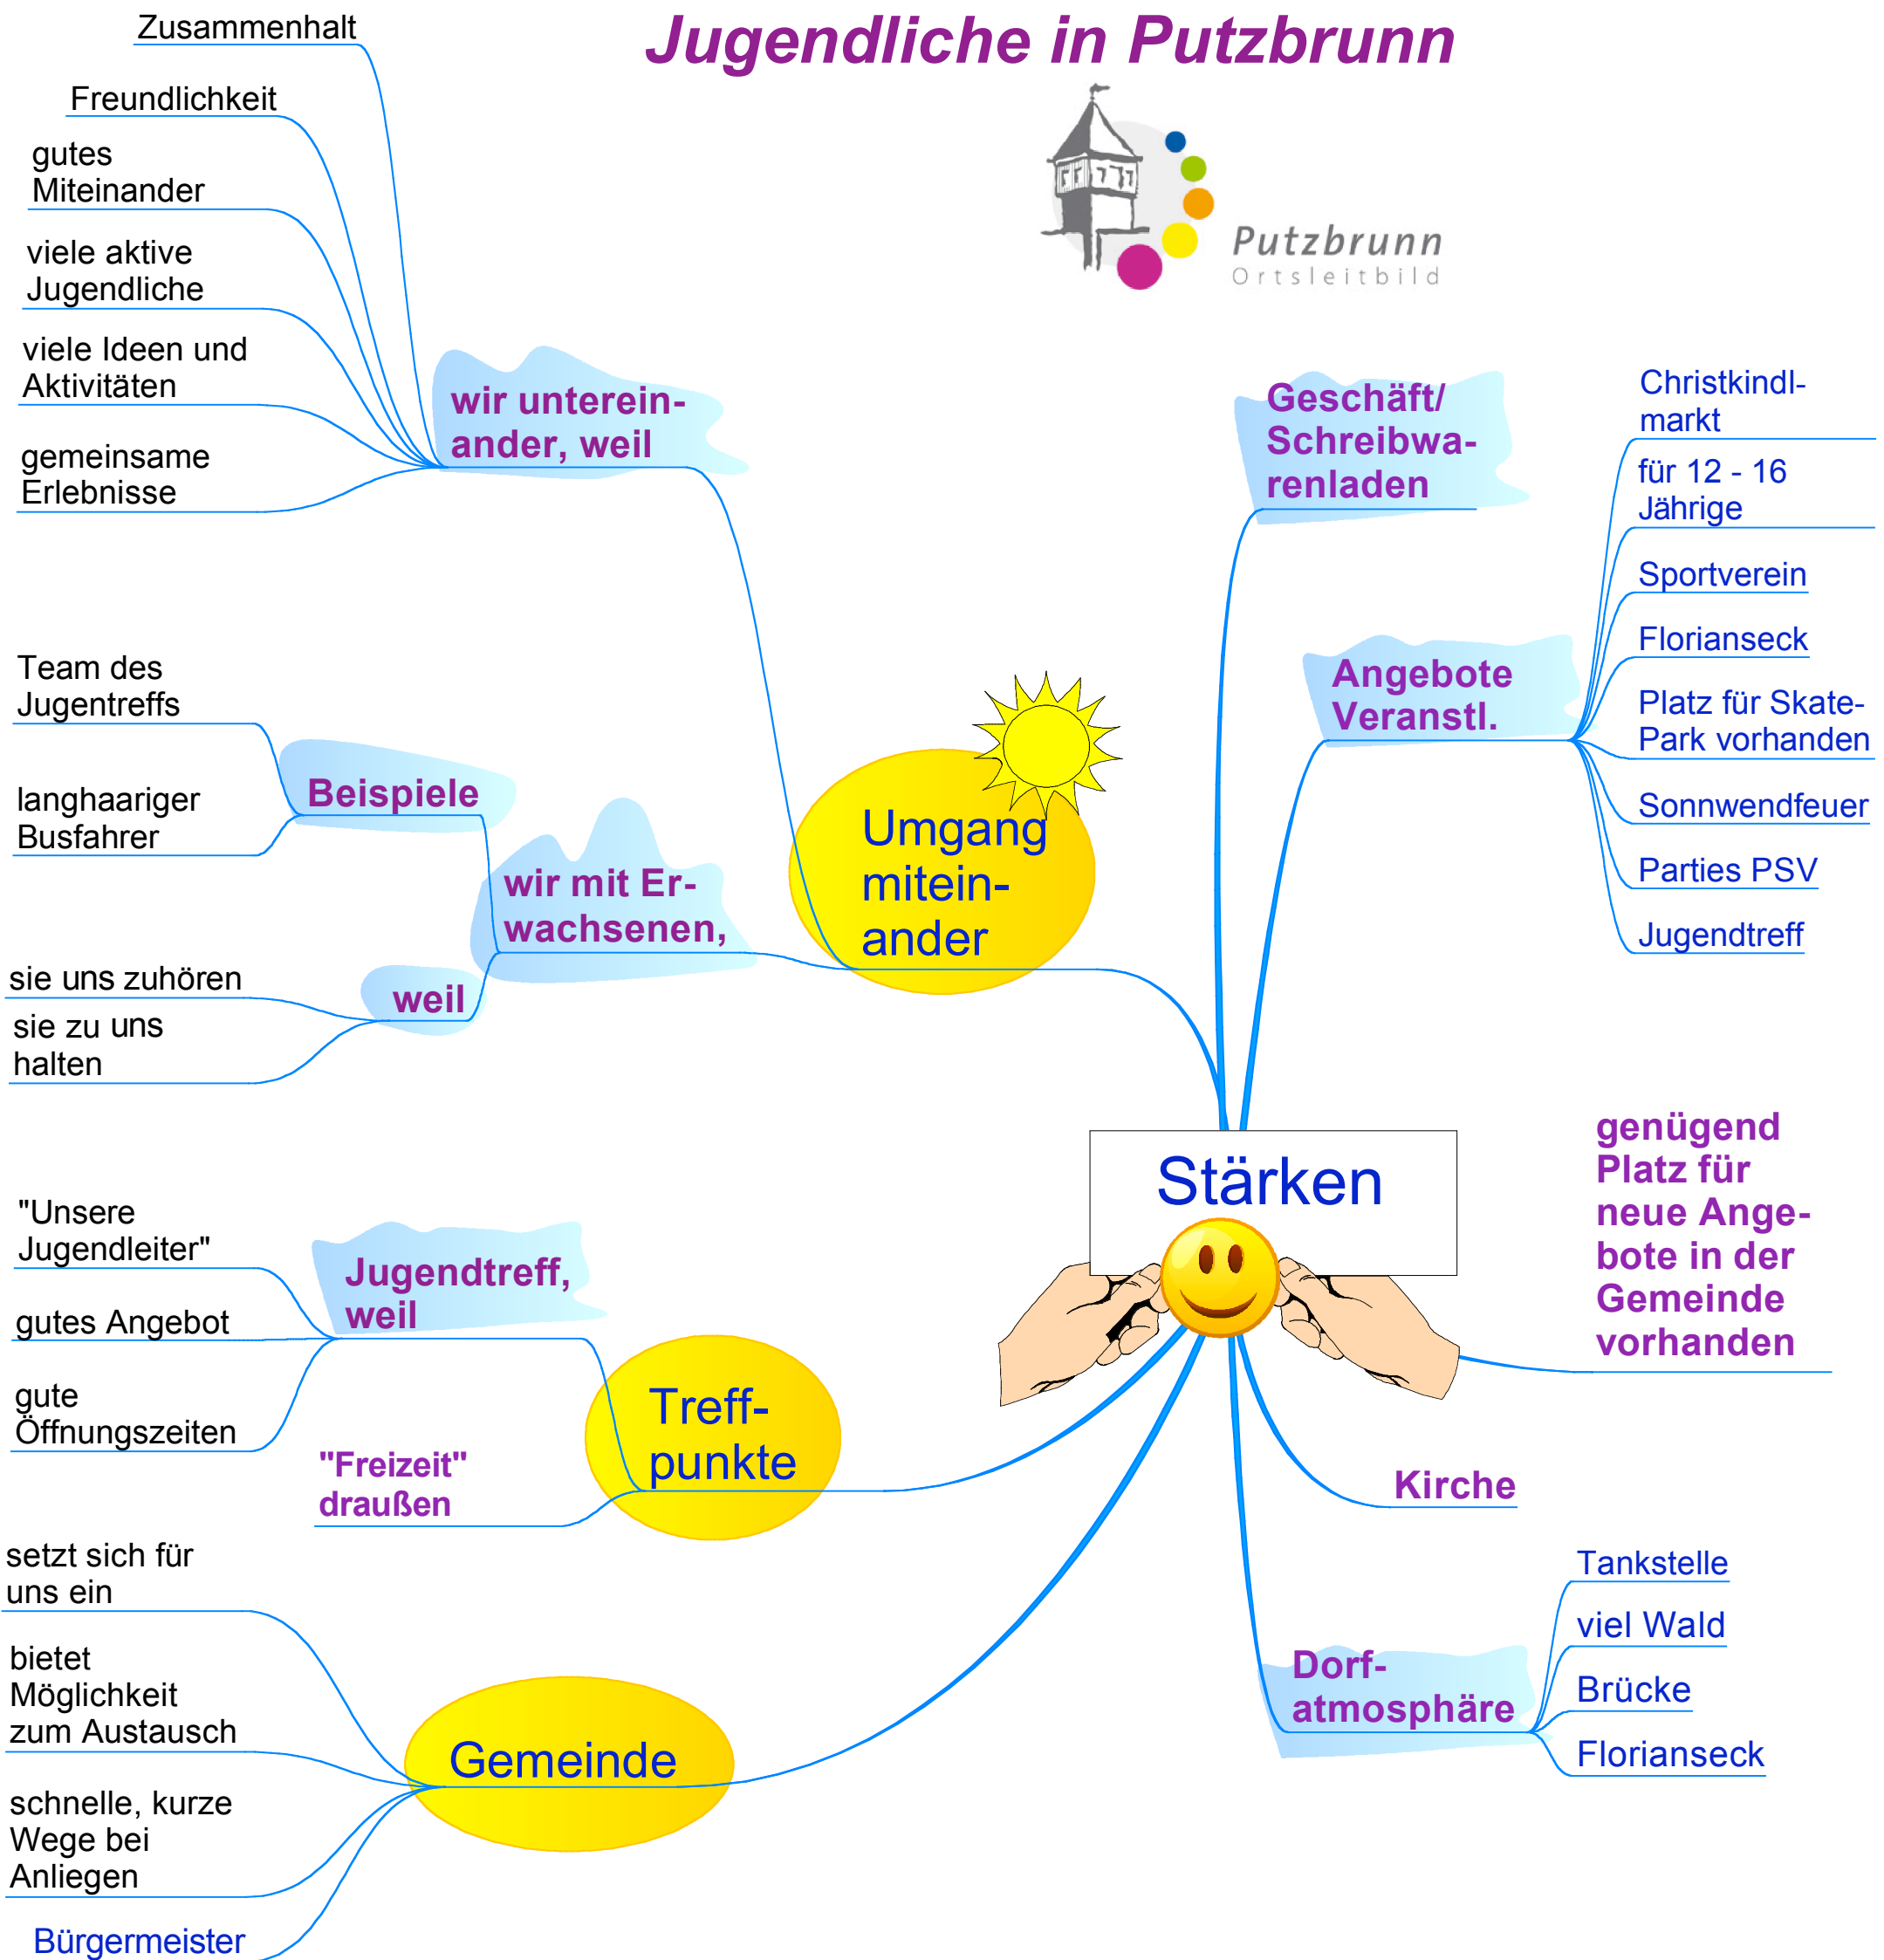 Jugendliche in Putzbrunn
Putzbrunn
Ortsleitbild
Zusammenhalt
Freundlichkeit
gutes
Miteinander
viele aktive
Jugendliche
viele Ideen und
Aktivitäten
gemeinsame
Erlebnisse
wir unterein-
ander, weil
Team des
Jugentreffs
langhaariger
Busfahrer
Beispiele
wir mit Er-
wachsenen,
sie uns zuhören
sie zu uns
halten
weil
Umgang
mitein-
ander
"Unsere
Jugendleiter"
gutes Angebot
gute
Öffnungszeiten
Jugendtreff,
weil
"Freizeit"
draußen
Treff-
punkte
setzt sich für
uns ein
bietet
Möglichkeit
zum Austausch
schnelle, kurze
Wege bei
Anliegen
Bürgermeister
Gemeinde
Geschäft/
Schreibwa-
renladen
Angebote
Veranstl.
Christkindl-
markt
für 12 - 16
Jährige
Sportverein
Florianseck
Platz für Skate-
Park vorhanden
Sonnwendfeuer
Parties PSV
Jugendtreff
Stärken
genügend
Platz für
neue Ange-
bote in der
Gemeinde
vorhanden
Kirche
Dorf-
atmosphäre
Tankstelle
viel Wald
Brücke
Florianseck